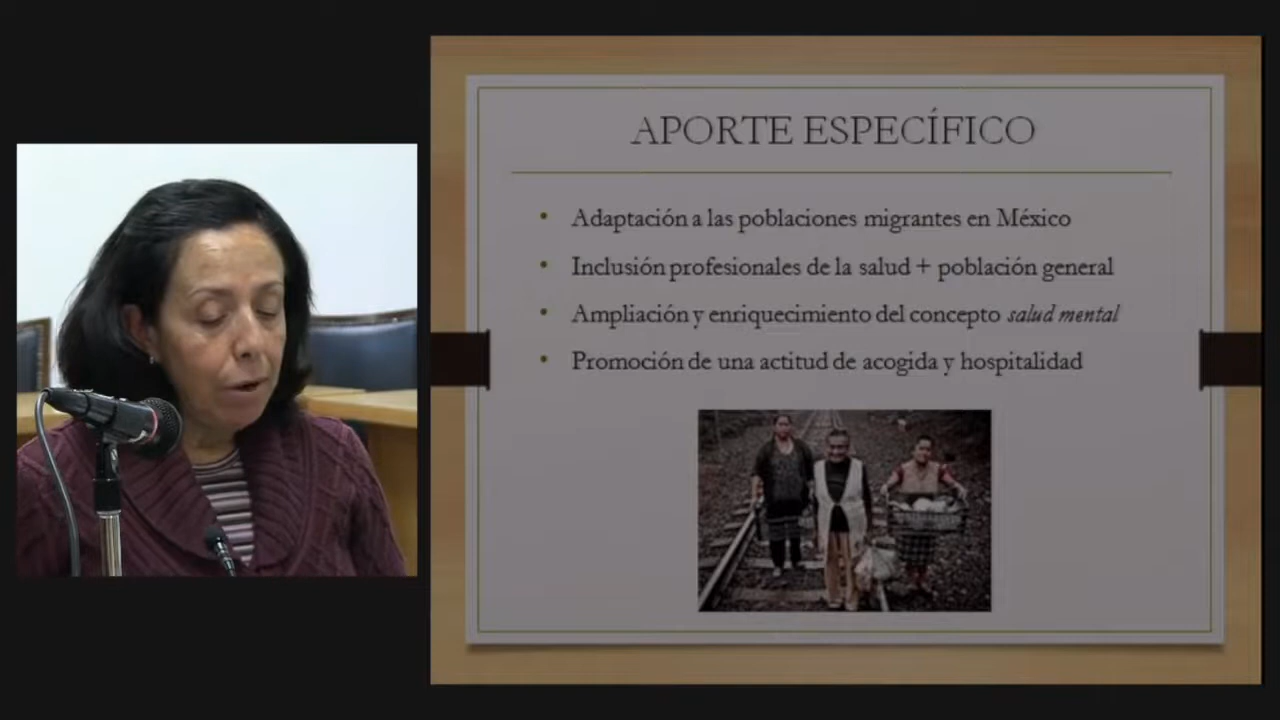 APORTE ESPECÍFICO
Adaptación a las poblaciones migrantes en México
Inclusión profesionales de la salud + población general
Ampliación y enriquecimiento del concepto salud mental
Promoción de una actitud de acogida y hospitalidad